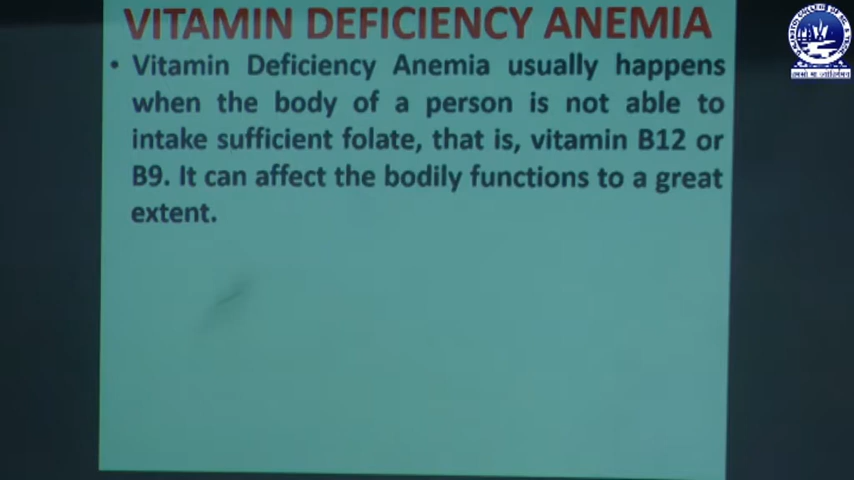 VITAMIN DEFICIENCY ANEMIA
• Vitamin Deficiency Anemia usually happens
when the body of a person is not able to
intake sufficient folate, that is, vitamin B12 or
B9. It can affect the bodily functions to a great
extent.